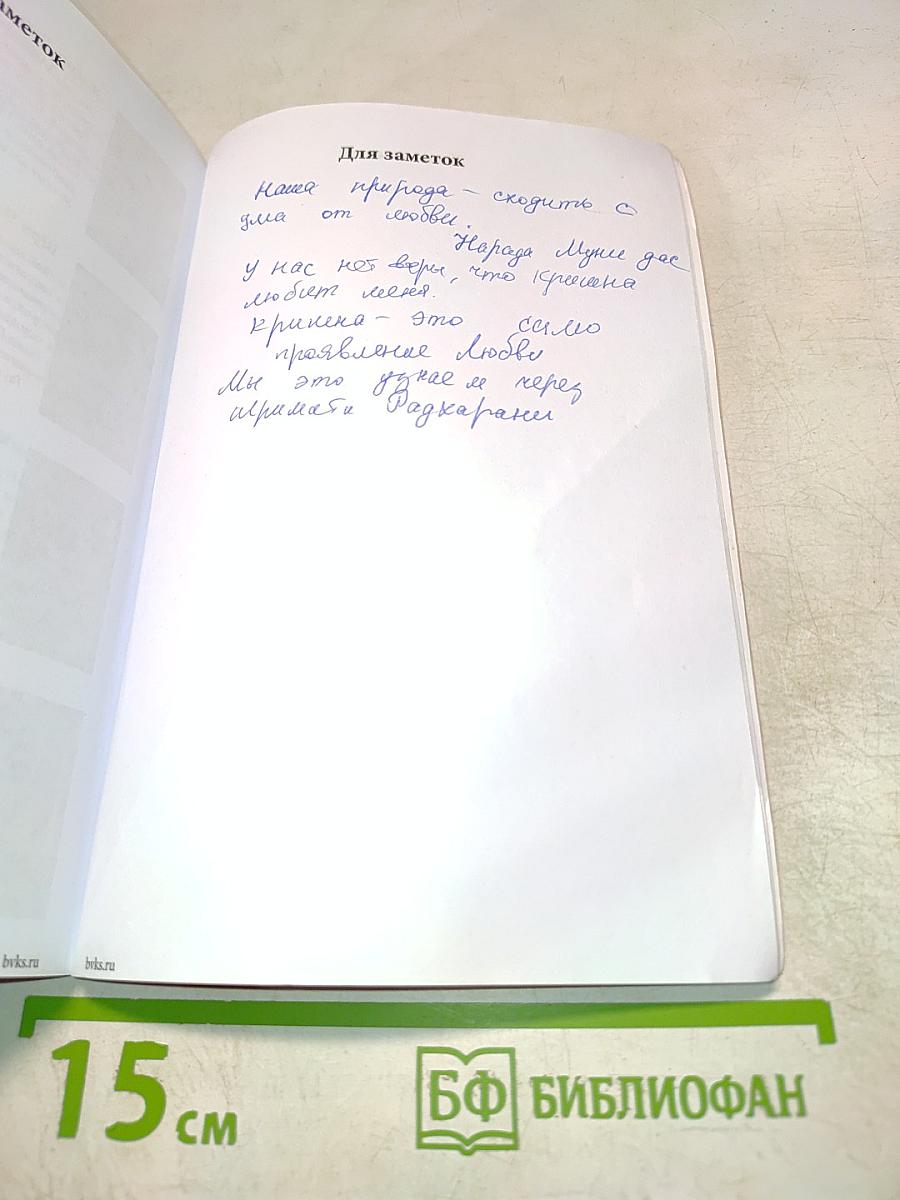 аметок
Для заметок
Наша природа – сходить с
ума от любви.
Нарада Муни дас
У нас нет веры, что Кришна
любит меня.
Кришна – это само
проявление Любви
Мы это узнаем через
Шримати Радхарани
bvks.ru
bvks.ru
15 см
БФ БИБЛИОФАН